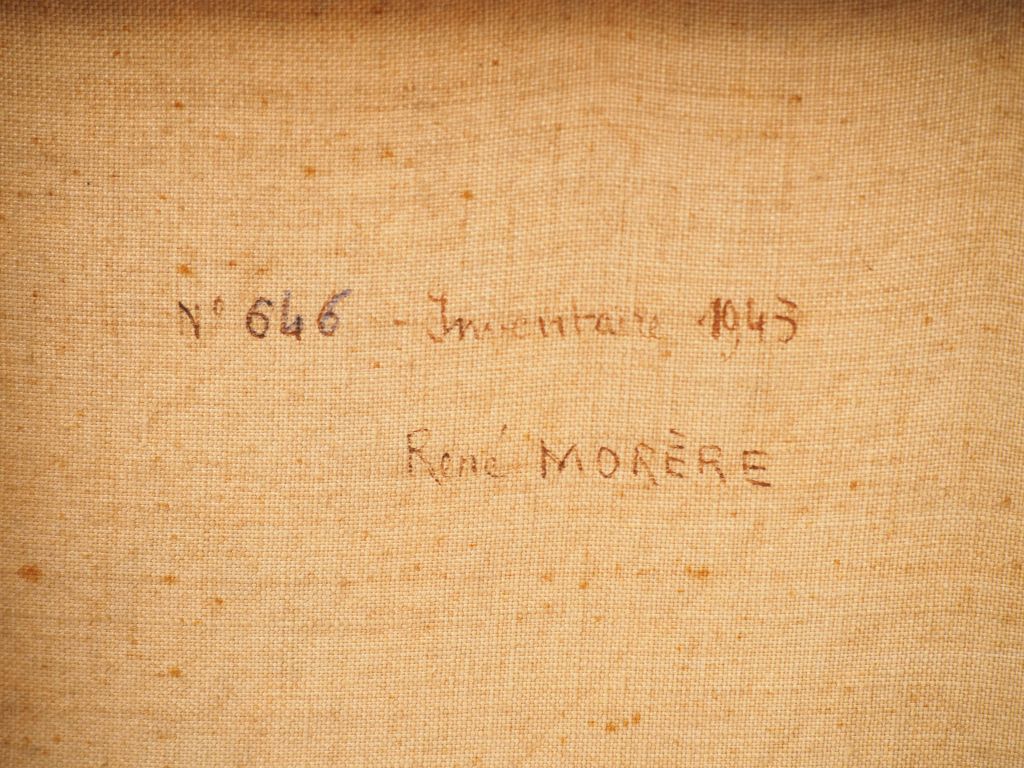 N° 646 - Inventaire 1943
René MORÈRE